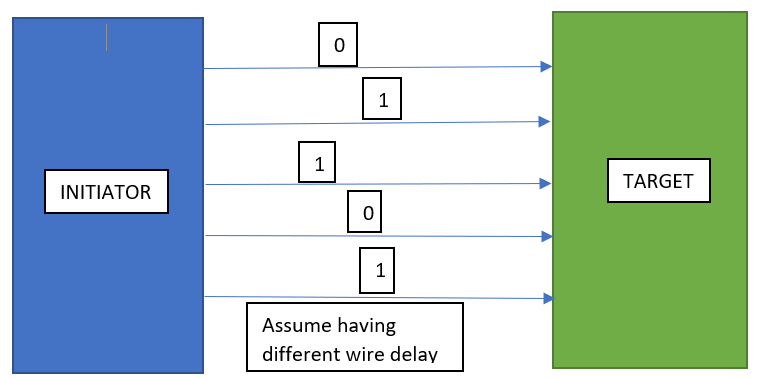 0
1
1
0
1
INITIATOR
TARGET
Assume having
different wire delay